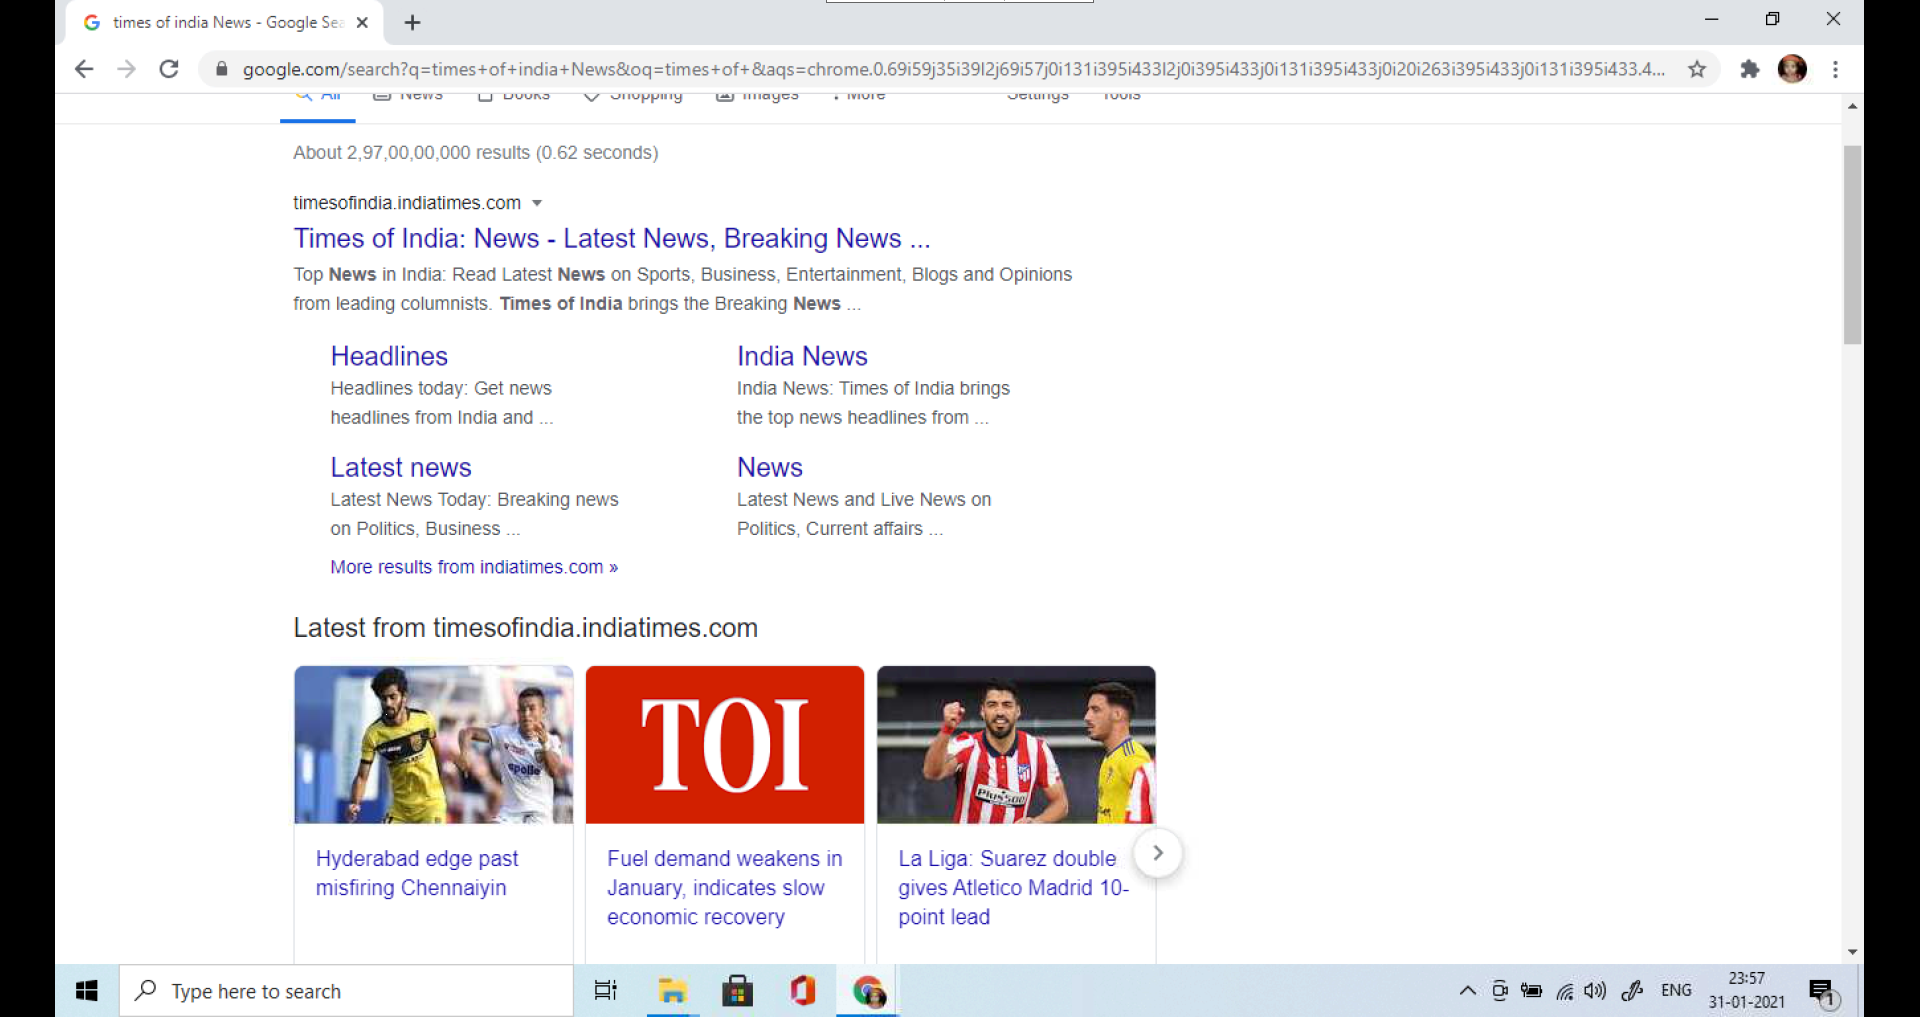 times of india News - Google Sea
google.com/search?q=times+of+india+News&oq=times+of+&aqs=chrome.0.69i59j35i39l2j69i57j0i131i395i433l2j0i395i433j0i131i395i433j0i20i263i395i433j0i131i395i433.4...
All News Books Shopping Images More Settings Tools
About 2,97,00,00,000 results (0.62 seconds)
timesofindia.indiatimes.com
Times of India: News - Latest News, Breaking News ...
Top News in India: Read Latest News on Sports, Business, Entertainment, Blogs and Opinions
from leading columnists. Times of India brings the Breaking News ...
Headlines
Headlines today: Get news
headlines from India and ...
India News
India News: Times of India brings
the top news headlines from ...
Latest news
Latest News Today: Breaking news
on Politics, Business ...
News
Latest News and Live News on
Politics, Current affairs ...
More results from indiatimes.com »
Latest from timesofindia.indiatimes.com
apollo
TOI
Plus500
Hyderabad edge past
misfiring Chennaiyin
Fuel demand weakens in
January, indicates slow
economic recovery
La Liga: Suarez double
gives Atletico Madrid 10-
point lead
Type here to search
ENG
23:57
31-01-2021
1